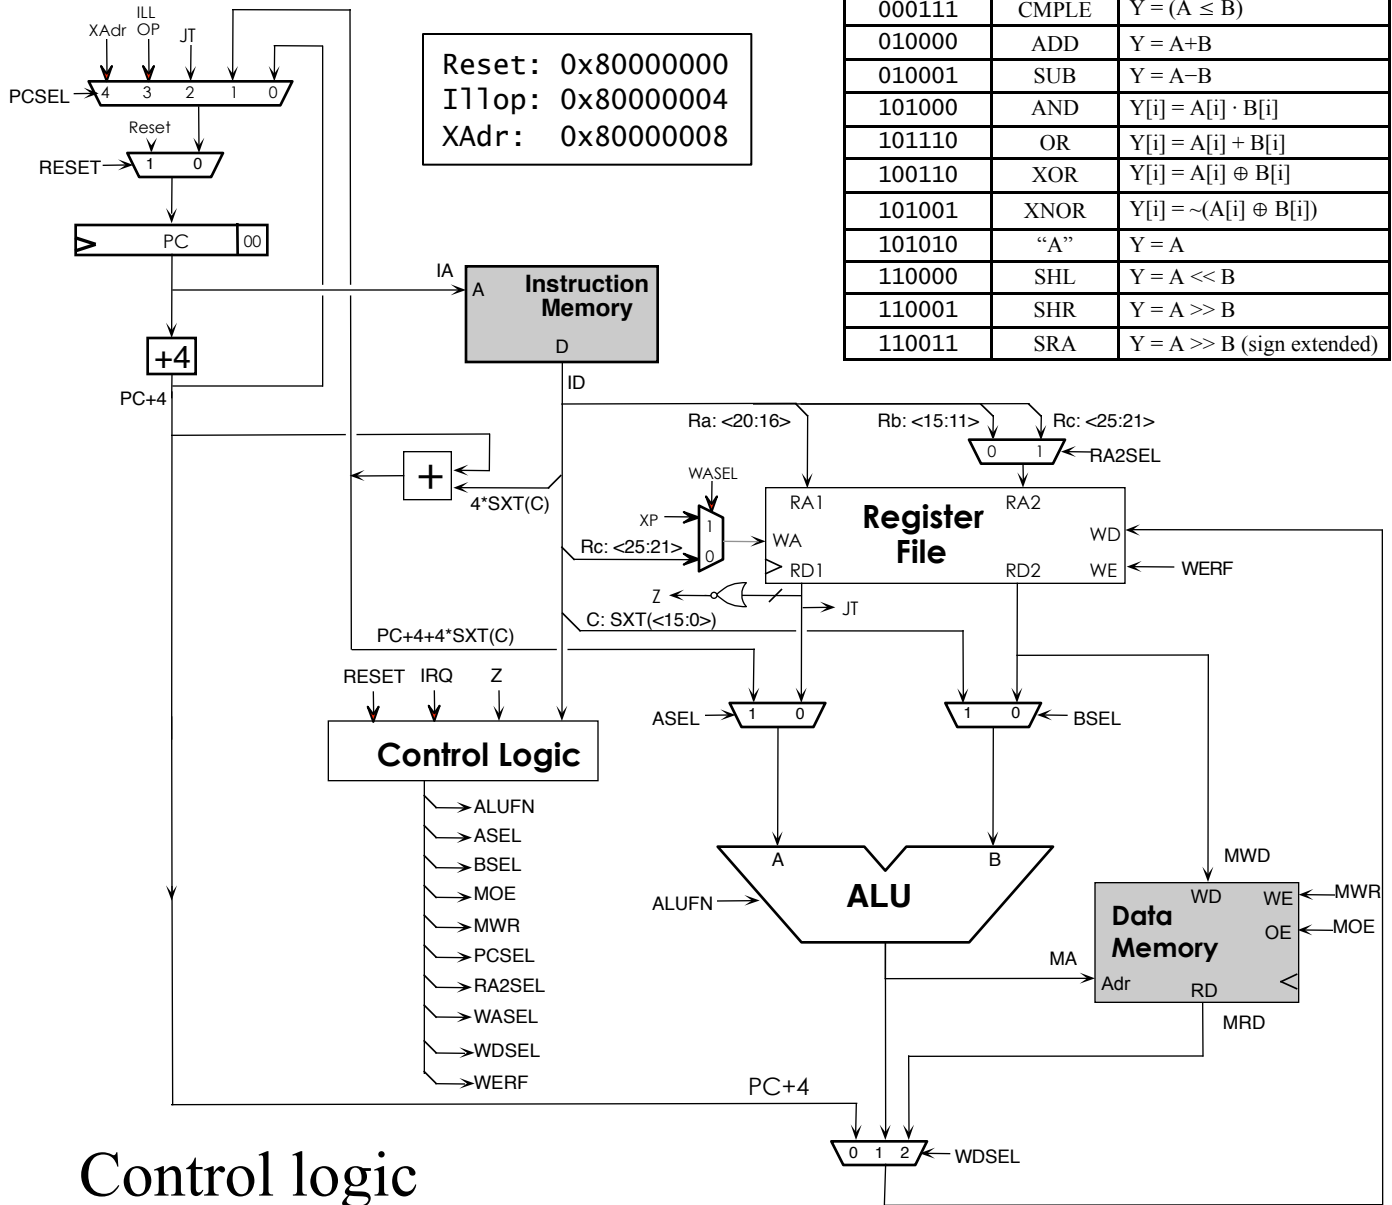 ILL
XAdr OP JT
PCSEL 4 3 2 1 0
Reset
RESET 1 0
PC 00
+4
PC+4
Reset: 0x80000000
Illop: 0x80000004
XAdr: 0x80000008
000111 CMPLE Y = (A ≤ B)
010000 ADD Y = A+B
010001 SUB Y = A−B
101000 AND Y[i] = A[i] · B[i]
101110 OR Y[i] = A[i] + B[i]
100110 XOR Y[i] = A[i] ⊕ B[i]
101001 XNOR Y[i] = ~(A[i] ⊕ B[i])
101010 “A” Y = A
110000 SHL Y = A << B
110001 SHR Y = A >> B
110011 SRA Y = A >> B (sign extended)
IA
A Instruction
Memory
D
ID
Ra: <20:16> Rb: <15:11> Rc: <25:21>
0 1 RA2SEL
+
4*SXT(C)
WASEL
XP 1
Rc: <25:21> 0
RA1 RA2
Register
File
WA WD
RD1 RD2 WE WERF
Z JT
C: SXT(<15:0>)
PC+4+4*SXT(C)
RESET IRQ Z
Control Logic
ASEL 1 0
1 0 BSEL
ALUFN
ASEL
BSEL
MOE
MWR
PCSEL
RA2SEL
WASEL
WDSEL
WERF
A B
ALU
ALUFN
MWD
WD WE MWR
Data
Memory
OE MOE
MA
Adr RD
MRD
PC+4
0 1 2 WDSEL
Control logic